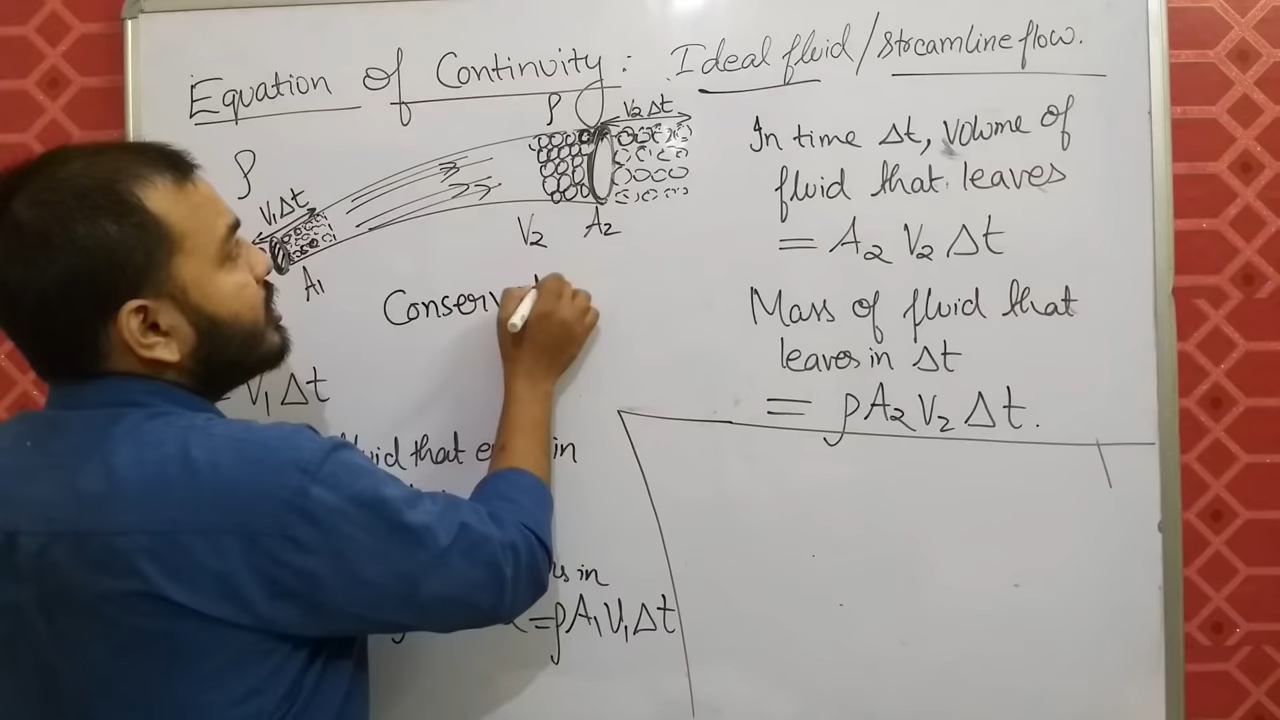 Equation of Continuity : Ideal fluid / streamline flow.
ρ V₂Δt
ρ
V₁Δt
V₂ A₂
A₁
Conserv
V₁ Δt
fluid that in
in
= ρA₁V₁Δt
In time Δt, volume of
fluid that leaves
= A₂ V₂ Δt
Mass of fluid that
leaves in Δt
= ρA₂V₂Δt.